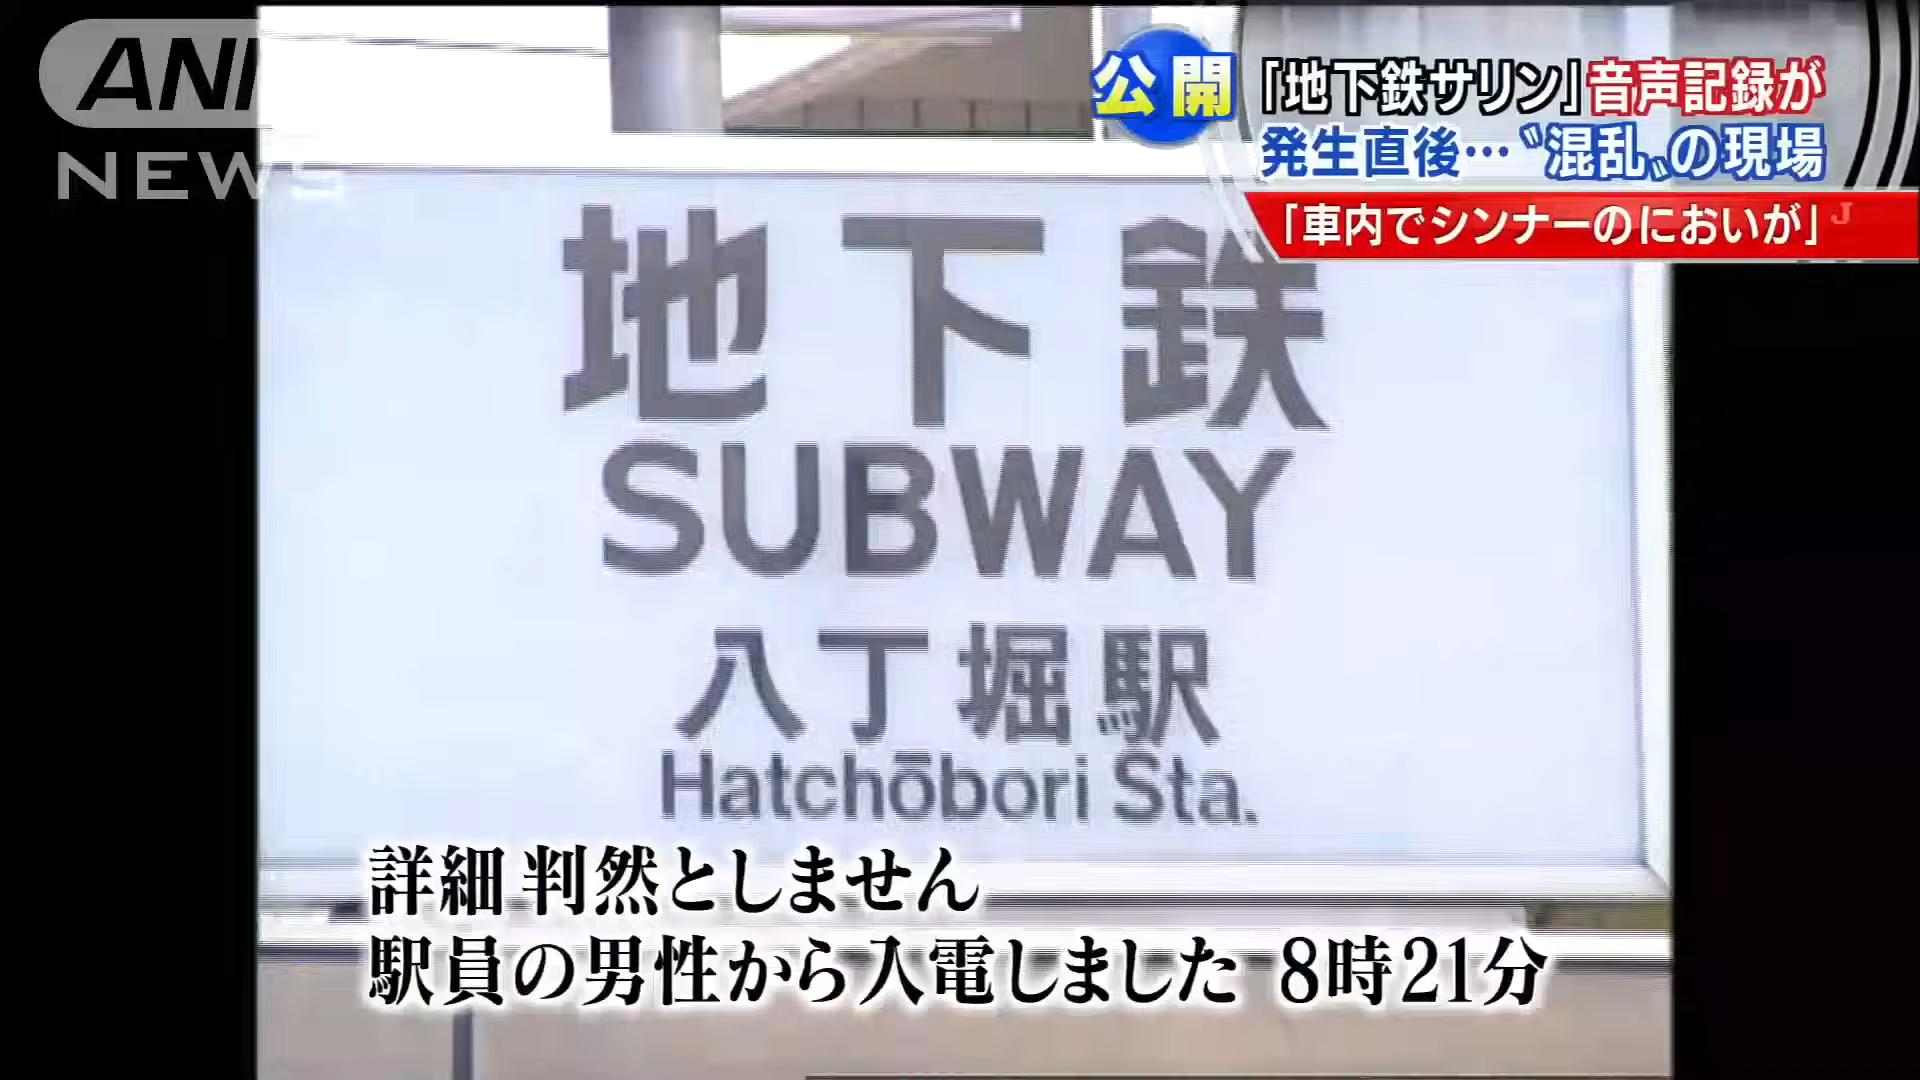 ANN
NEWS
公開
「地下鉄サリン」音声記録が
発生直後…〝混乱〟の現場
「車内でシンナーのにおいが」
地下鉄
SUBWAY
八丁堀駅
Hatchōbori Sta.
詳細 判然としません
駅員の男性から入電しました 8時21分